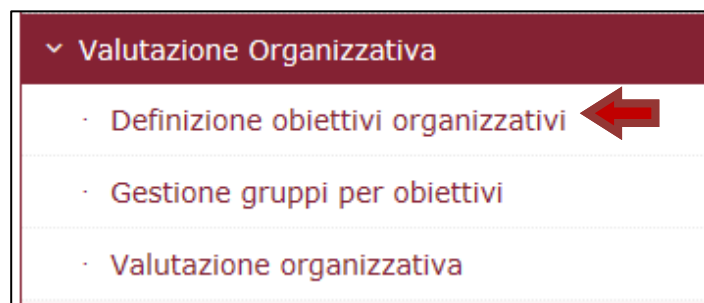 Valutazione Organizzativa
Definizione obiettivi organizzativi
Gestione gruppi per obiettivi
Valutazione organizzativa